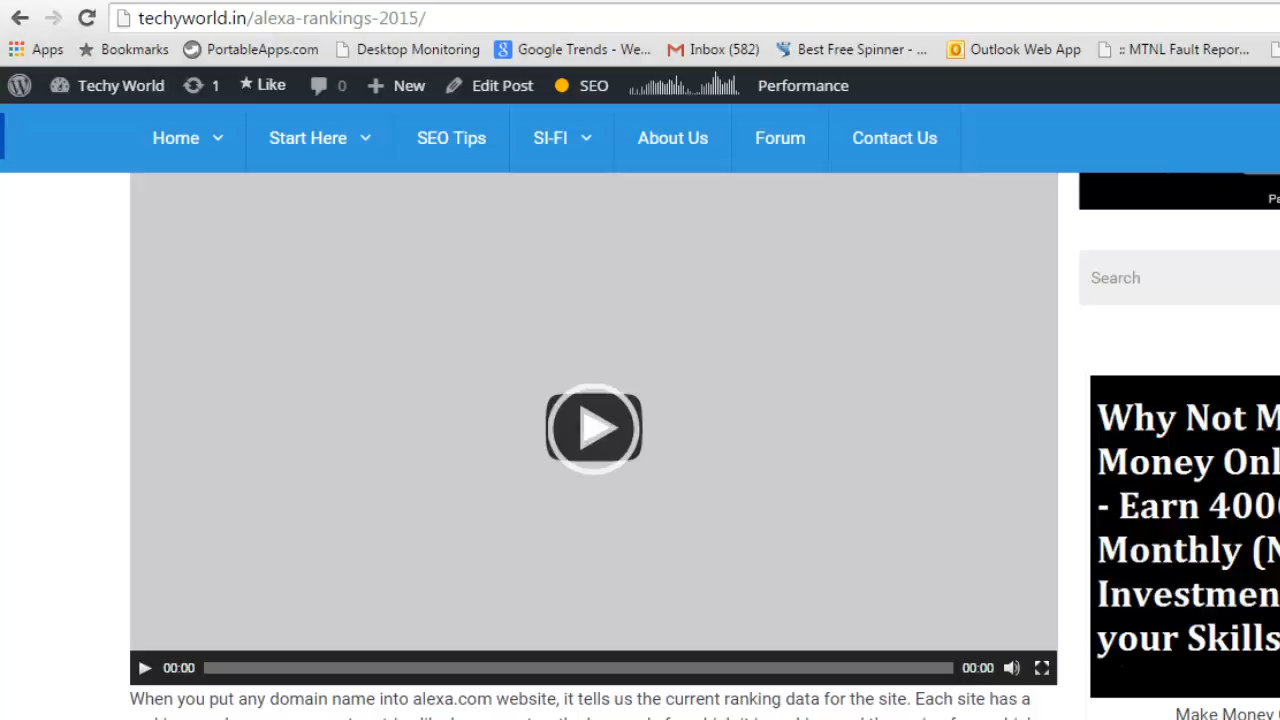 techyworld.in/alexa-rankings-2015/
Apps Bookmarks PortableApps.com Desktop Monitoring Google Trends - We... Inbox (582) Best Free Spinner - ... Outlook Web App :: MTNL Fault Repor...
Techy World 1 Like 0 New Edit Post SEO Performance
Home Start Here SEO Tips SI-FI About Us Forum Contact Us
Search
Why Not M
Money Onl
- Earn 400
Monthly (N
Investmen
your Skills
00:00 00:00
When you put any domain name into alexa.com website, it tells us the current ranking data for the site. Each site has a
Make Money